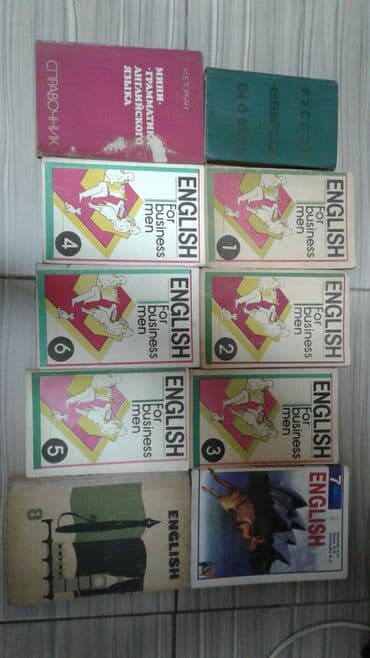 И.Е.ТОРБАН
МИНИ-
-ГРАММАТИКА
АНГЛИЙСКОГО
ЯЗЫКА
СПРАВОЧНИК
ENGLISH
For
business
men
4
ENGLISH
For
business
men
1
ENGLISH
For
business
men
6
ENGLISH
For
business
men
2
ENGLISH
For
business
men
5
ENGLISH
For
business
men
3
ENGLISH
8
7
ENGLISH